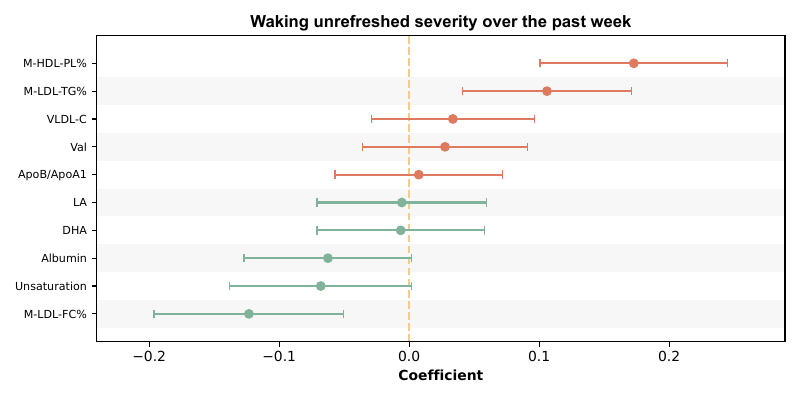 Waking unrefreshed severity over the past week
M-HDL-PL%
M-LDL-TG%
VLDL-C
Val
ApoB/ApoA1
LA
DHA
Albumin
Unsaturation
M-LDL-FC%
−0.2 −0.1 0.0 0.1 0.2
Coefficient